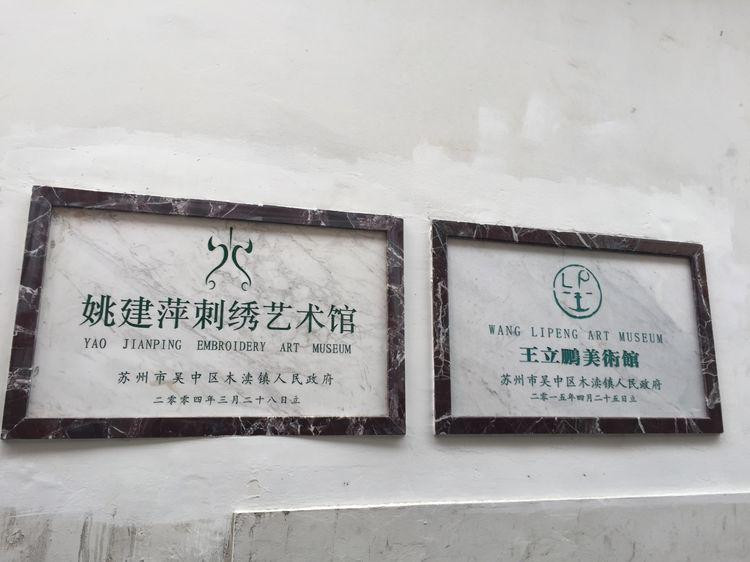 姚建萍刺绣艺术馆
YAO JIANPING EMBROIDERY ART MUSEUM
苏州市吴中区木渎镇人民政府
二零零四年三月二十八日立
LP
WANG LIPENG ART MUSEUM
王立鹏美術館
苏州市吴中区木渎镇人民政府
二零一五年四月二十五日立